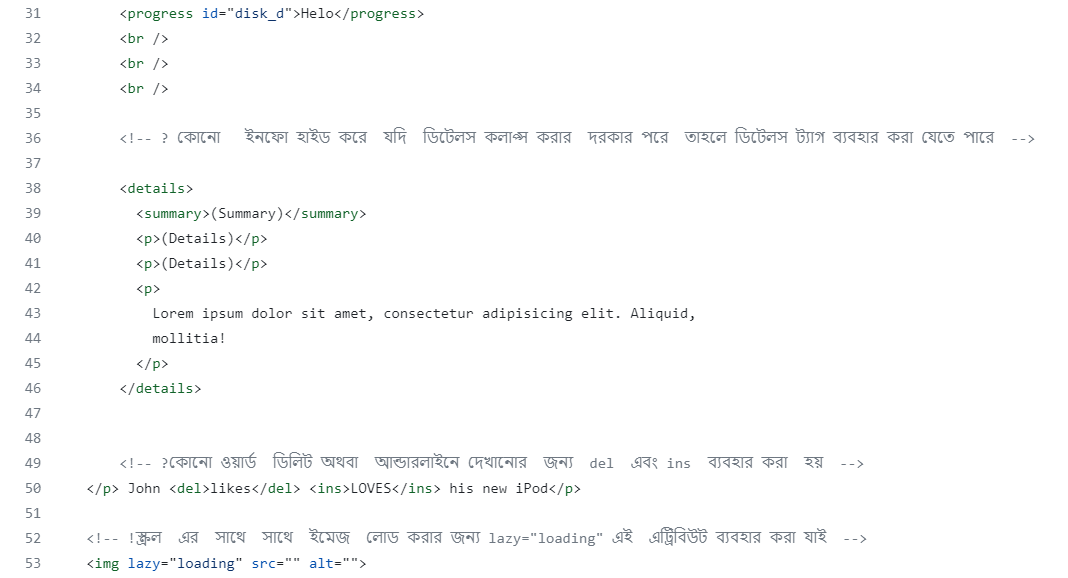 31 <progress id="disk_d">Helo</progress>
32 <br />
33 <br />
34 <br />
35
36 <!-- ? কোনো ইনফো হাইড করে যদি ডিটেলস কলাপ্স করার দরকার পরে তাহলে ডিটেলস ট্যাগ ব্যবহার করা যেতে পারে -->
37
38 <details>
39 <summary>(Summary)</summary>
40 <p>(Details)</p>
41 <p>(Details)</p>
42 <p>
43 Lorem ipsum dolor sit amet, consectetur adipisicing elit. Aliquid,
44 mollitia!
45 </p>
46 </details>
47
48
49 <!-- ?কোনো ওয়ার্ড ডিলিট অথবা আন্ডারলাইনে দেখানোর জন্য del এবং ins ব্যবহার করা হয় -->
50 </p> John <del>likes</del> <ins>LOVES</ins> his new iPod</p>
51
52 <!-- !স্ক্রল এর সাথে সাথে ইমেজ লোড করার জন্য lazy="loading" এই এট্রিবিউট ব্যবহার করা যাই -->
53 <img lazy="loading" src="" alt="">